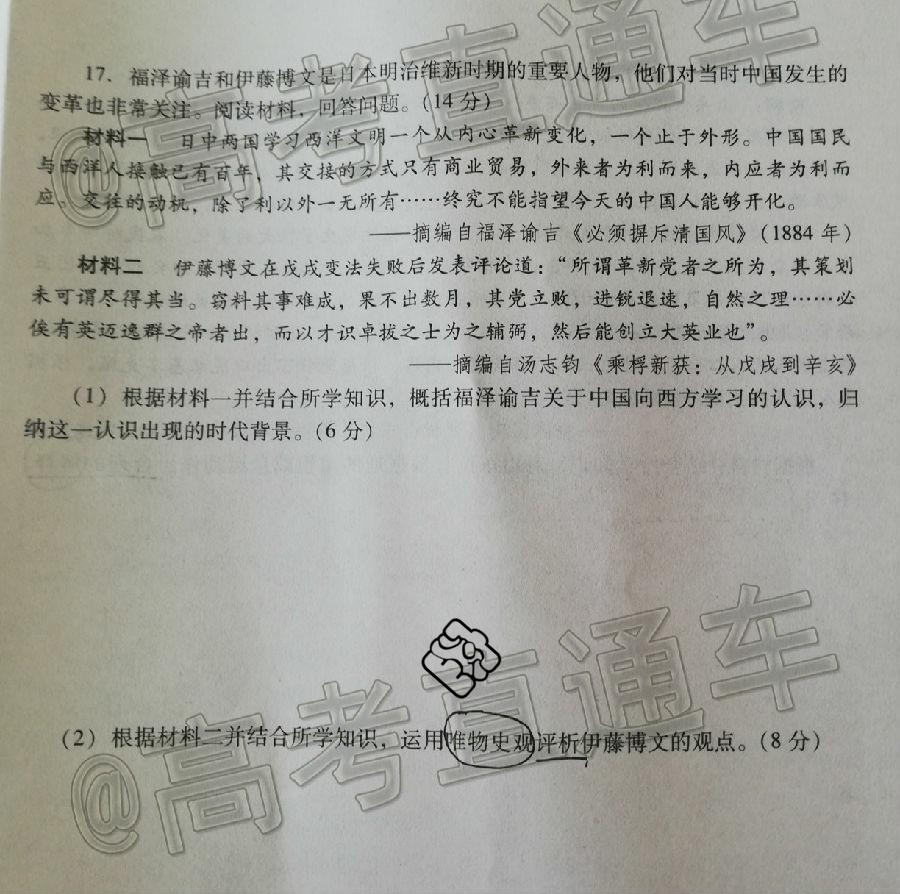 17. 福泽谕吉和伊藤博文是日本明治维新时期的重要人物，他们对当时中国发生的
变革也非常关注。阅读材料，回答问题。(14 分)
材料一 日中两国学习西洋文明一个从内心革新变化，一个止于外形。中国国民
与西洋人接触已有百年，其交接的方式只有商业贸易，外来者为利而来，内应者为利而
应。交往的动机，除了利以外一无所有……终究不能指望今天的中国人能够开化。
——摘编自福泽谕吉《必须摒斥清国风》(1884 年)
材料二 伊藤博文在戊戌变法失败后发表评论道：“所谓革新党者之所为，其策划
未可谓尽得其当。窃料其事难成，果不出数月，其党立败，进锐退速，自然之理……必
俟有英迈逸群之帝者出，而以才识卓拔之士为之辅弼，然后能创立大英业也”。
——摘编自汤志钧《乘桴新获：从戊戌到辛亥》
(1) 根据材料一并结合所学知识，概括福泽谕吉关于中国向西方学习的认识，归
纳这一认识出现的时代背景。(6 分)
(2) 根据材料二并结合所学知识，运用唯物史观评析伊藤博文的观点。(8 分)
@高考直通车
@高考直通车